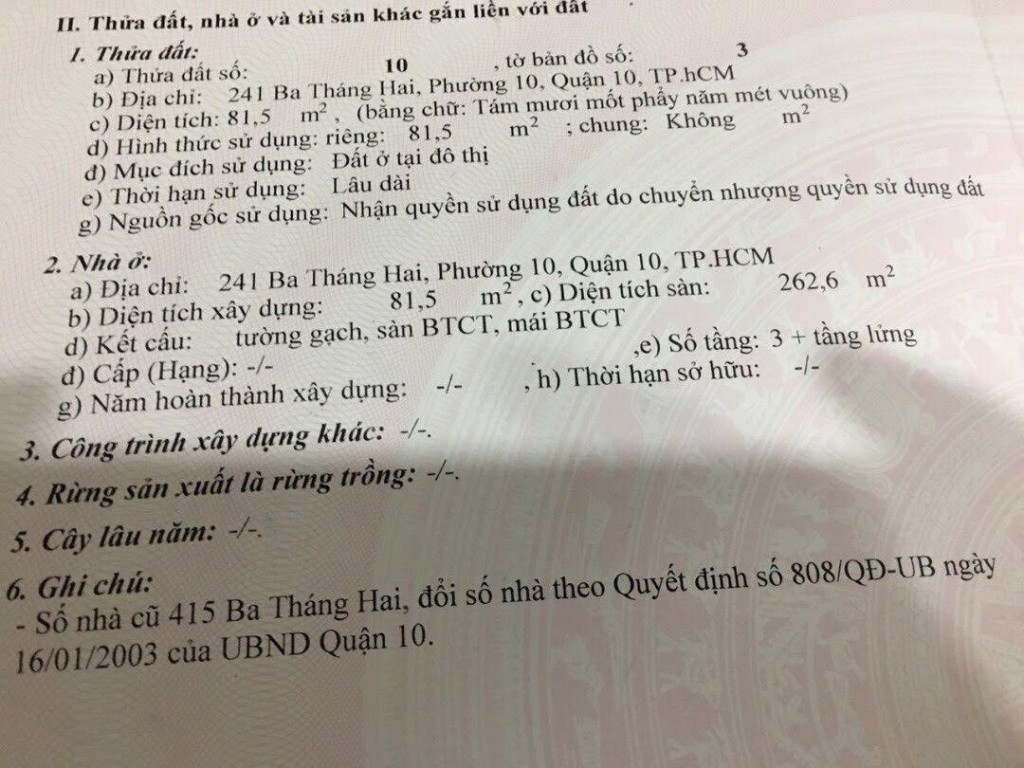 II. Thửa đất, nhà ở và tài sản khác gắn liền với đất
1. Thửa đất:
a) Thửa đất số: 10 , tờ bản đồ số: 3
b) Địa chỉ: 241 Ba Tháng Hai, Phường 10, Quận 10, TP.hCM
c) Diện tích: 81,5 m², (bằng chữ: Tám mươi mốt phẩy năm mét vuông)
d) Hình thức sử dụng: riêng: 81,5 m² ; chung: Không m²
đ) Mục đích sử dụng: Đất ở tại đô thị
e) Thời hạn sử dụng: Lâu dài
g) Nguồn gốc sử dụng: Nhận quyền sử dụng đất do chuyển nhượng quyền sử dụng đất
2. Nhà ở:
a) Địa chỉ: 241 Ba Tháng Hai, Phường 10, Quận 10, TP.HCM
b) Diện tích xây dựng: 81,5 m², c) Diện tích sàn: 262,6 m²
d) Kết cấu: tường gạch, sàn BTCT, mái BTCT
đ) Cấp (Hạng): -/- ,e) Số tầng: 3 + tầng lửng
g) Năm hoàn thành xây dựng: -/- , h) Thời hạn sở hữu: -/-
3. Công trình xây dựng khác: -/-.
4. Rừng sản xuất là rừng trồng: -/-.
5. Cây lâu năm: -/-.
6. Ghi chú:
- Số nhà cũ 415 Ba Tháng Hai, đổi số nhà theo Quyết định số 808/QĐ-UB ngày
16/01/2003 của UBND Quận 10.